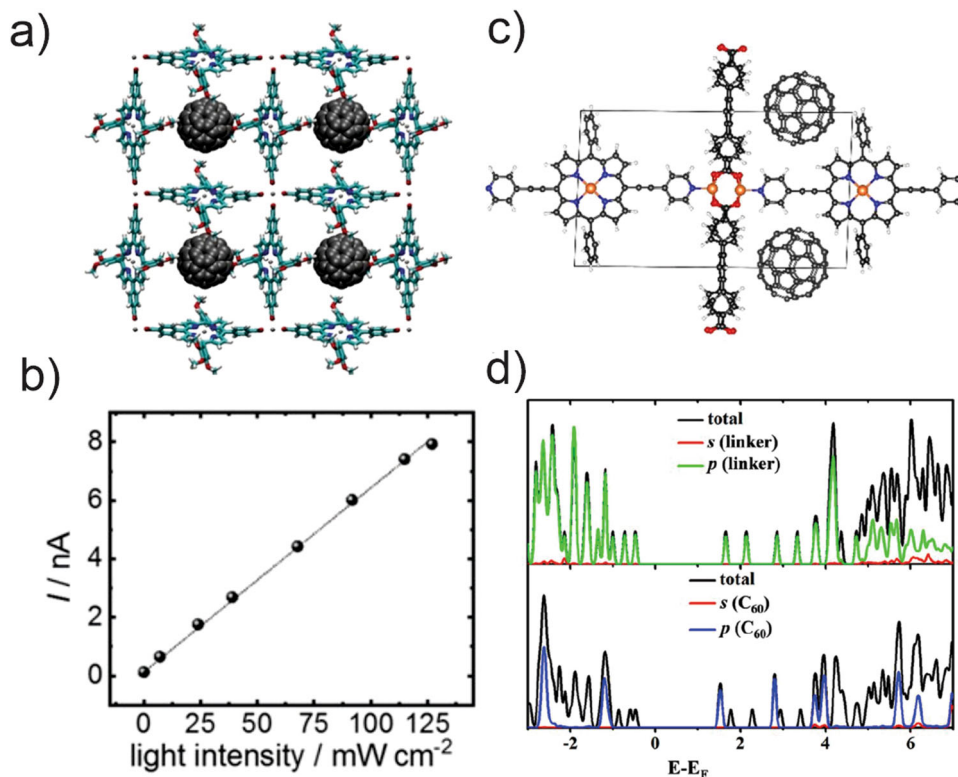 a)
c)
b)
8
6
4
2
0
I / nA
0 25 50 75 100 125
light intensity / mW cm⁻²
d)
total
s (linker)
p (linker)
total
s (C₆₀)
p (C₆₀)
-2 0 2 4 6
E-E_F